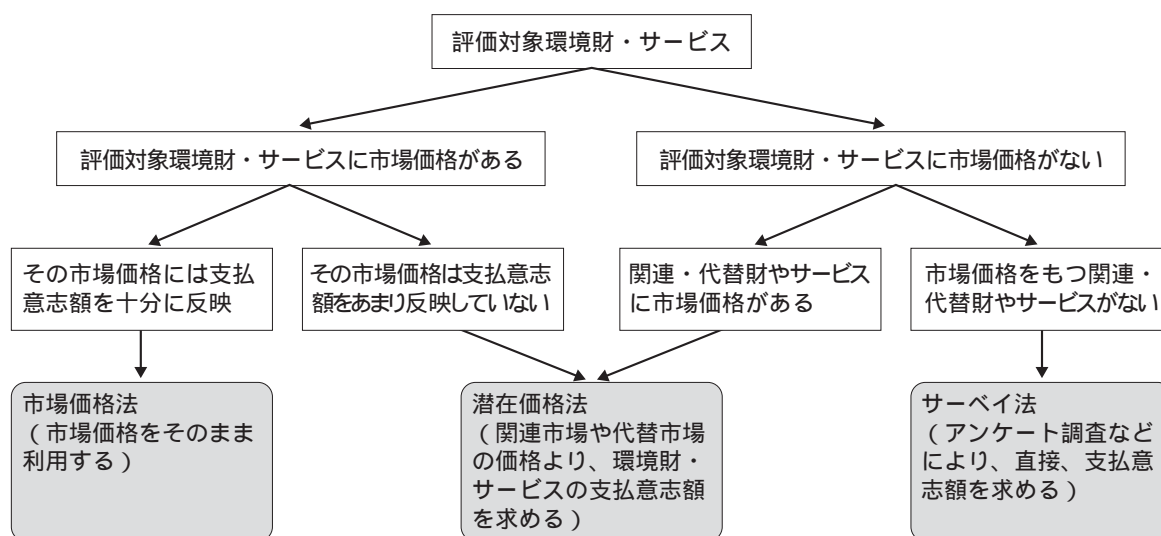 評価対象環境財・サービス
評価対象環境財・サービスに市場価格がある
評価対象環境財・サービスに市場価格がない
その市場価格には支払
意志額を十分に反映
その市場価格は支払意志
額をあまり反映していない
関連・代替財やサービス
に市場価格がある
市場価格をもつ関連・
代替財やサービスがない
市場価格法
（市場価格をそのまま
利用する）
潜在価格法
（関連市場や代替市場
の価格より、環境財・
サービスの支払意志額
を求める）
サーベイ法
（アンケート調査など
により、直接、支払意
志額を求める）